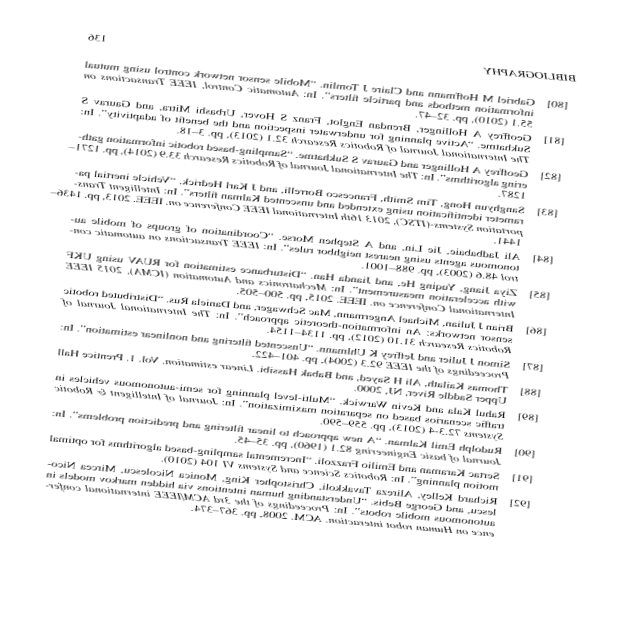 BIBLIOGRAPHY 136
[80] Gabriel M Hoffmann and Claire J Tomlin. “Mobile sensor network control using mutual
information methods and particle filters”. In: Automatic Control, IEEE Transactions on
55.1 (2010), pp. 32–47.
[81] Geoffrey A Hollinger, Brendan Englot, Franz S Hover, Urbashi Mitra, and Gaurav S
Sukhatme. “Active planning for underwater inspection and the benefit of adaptivity”. In:
The International Journal of Robotics Research 32.1 (2013), pp. 3–18.
[82] Geoffrey A Hollinger and Gaurav S Sukhatme. “Sampling-based robotic information gath-
ering algorithms”. In: The International Journal of Robotics Research 33.9 (2014), pp. 1271–
1287.
[83] Sanghyun Hong, Tim Smith, Francesco Borrelli, and J Karl Hedrick. “Vehicle inertial pa-
rameter identification using extended and unscented Kalman filters”. In: Intelligent Trans-
portation Systems-(ITSC), 2013 16th International IEEE Conference on. IEEE. 2013, pp. 1436–
1441.
[84] Ali Jadbabaie, Jie Lin, and A Stephen Morse. “Coordination of groups of mobile au-
tonomous agents using nearest neighbor rules”. In: IEEE Transactions on automatic con-
trol 48.6 (2003), pp. 988–1001.
[85] Ziya Jiang, Yuqing He, and Jianda Han. “Disturbance estimation for RUAV using UKF
with acceleration measurement”. In: Mechatronics and Automation (ICMA), 2015 IEEE
International Conference on. IEEE. 2015, pp. 500–505.
[86] Brian J Julian, Michael Angermann, Mac Schwager, and Daniela Rus. “Distributed robotic
sensor networks: An information-theoretic approach”. In: The International Journal of
Robotics Research 31.10 (2012), pp. 1134–1154.
[87] Simon J Julier and Jeffrey K Uhlmann. “Unscented filtering and nonlinear estimation”. In:
Proceedings of the IEEE 92.3 (2004), pp. 401–422.
[88] Thomas Kailath, Ali H Sayed, and Babak Hassibi. Linear estimation. Vol. 1. Prentice Hall
Upper Saddle River, NJ, 2000.
[89] Rahul Kala and Kevin Warwick. “Multi-level planning for semi-autonomous vehicles in
traffic scenarios based on separation maximization”. In: Journal of Intelligent & Robotic
Systems 72.3-4 (2013), pp. 559–590.
[90] Rudolph Emil Kalman. “A new approach to linear filtering and prediction problems”. In:
Journal of basic Engineering 82.1 (1960), pp. 35–45.
[91] Sertac Karaman and Emilio Frazzoli. “Incremental sampling-based algorithms for optimal
motion planning”. In: Robotics Science and Systems VI 104 (2010).
[92] Richard Kelley, Alireza Tavakkoli, Christopher King, Monica Nicolescu, Mircea Nico-
lescu, and George Bebis. “Understanding human intentions via hidden markov models in
autonomous mobile robots”. In: Proceedings of the 3rd ACM/IEEE international confer-
ence on Human robot interaction. ACM. 2008, pp. 367–374.